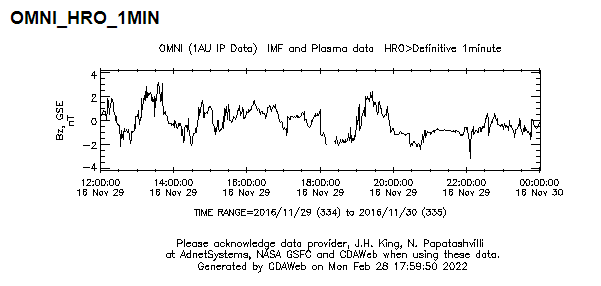 OMNI_HRO_1MIN
OMNI (1AU IP Data) IMF and Plasma data HRO>Definitive 1minute
4
2
0
-2
-4
Bz, GSE
nT
12:00:00 14:00:00 16:00:00 18:00:00 20:00:00 22:00:00 00:00:00
16 Nov 29 16 Nov 29 16 Nov 29 16 Nov 29 16 Nov 29 16 Nov 29 16 Nov 30
TIME RANGE=2016/11/29 (334) to 2016/11/30 (335)
Please acknowledge data provider, J.H. King, N. Papatashvilli
at AdnetSystems, NASA GSFC and CDAWeb when using these data.
Generated by CDAWeb on Mon Feb 28 17:59:50 2022